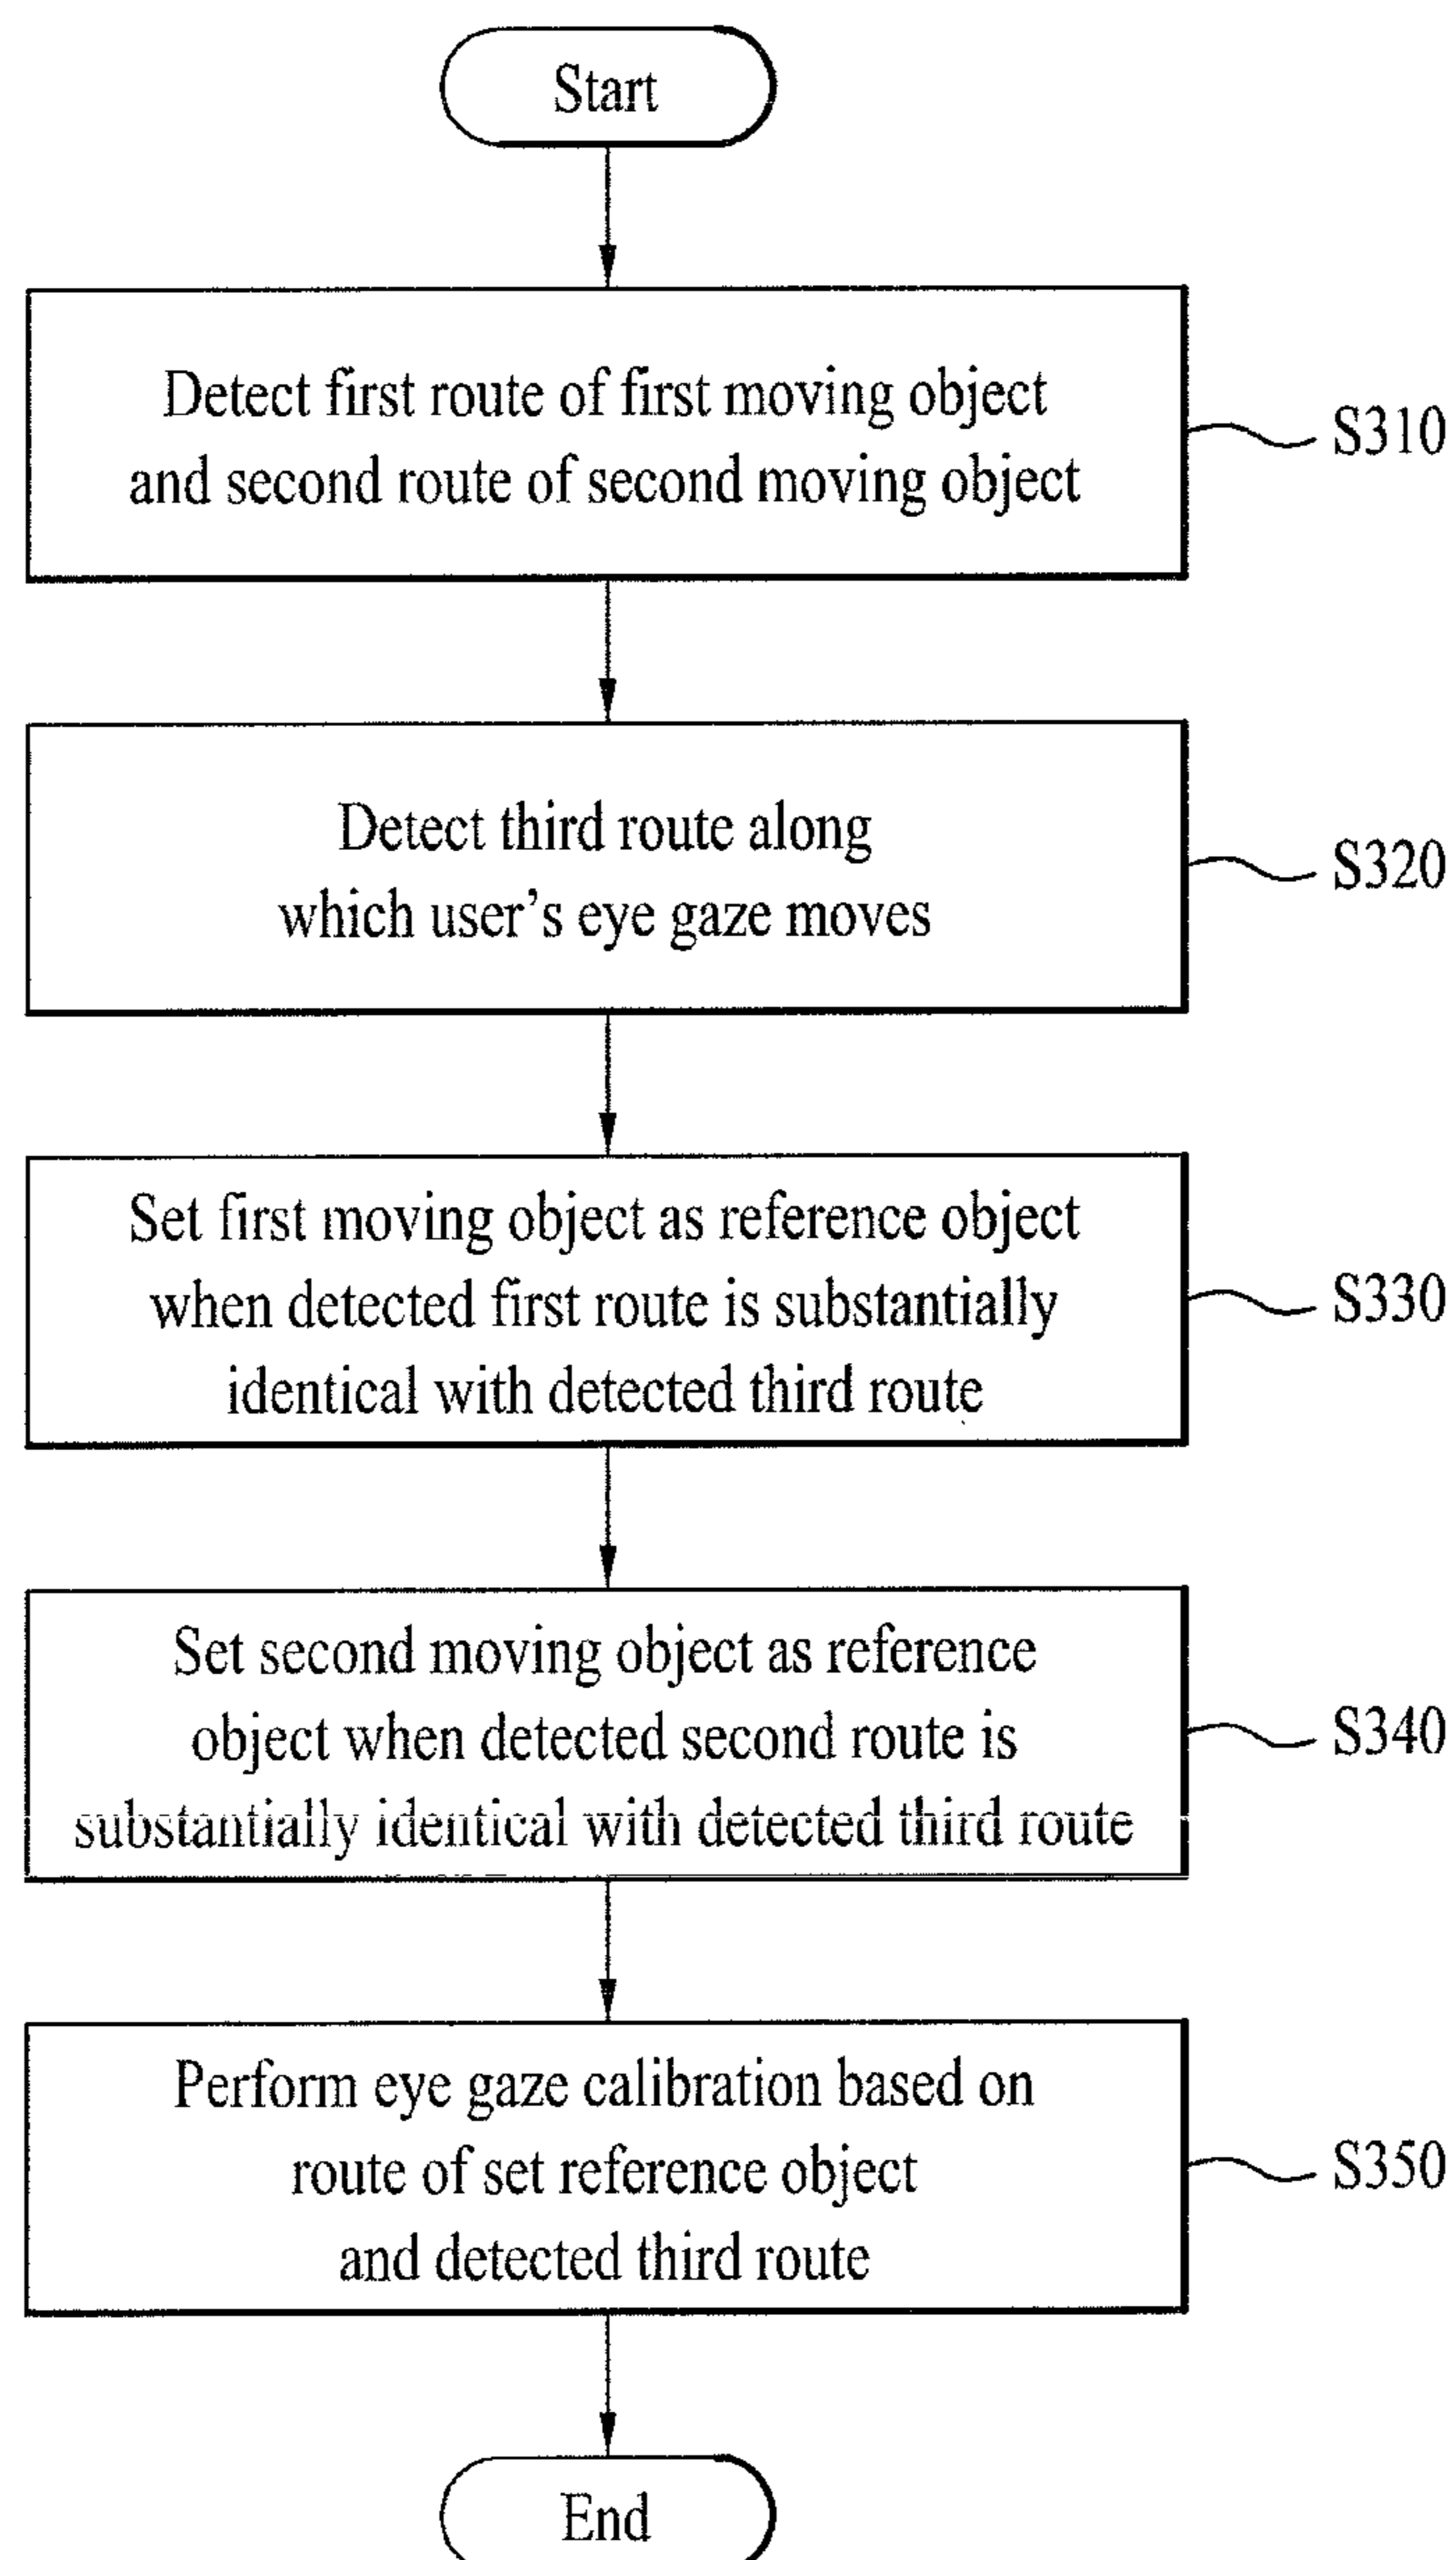 Start
Detect first route of first moving object
and second route of second moving object
S310
Detect third route along
which user's eye gaze moves
S320
Set first moving object as reference object
when detected first route is substantially
identical with detected third route
S330
Set second moving object as reference
object when detected second route is
substantially identical with detected third route
S340
Perform eye gaze calibration based on
route of set reference object
and detected third route
S350
End